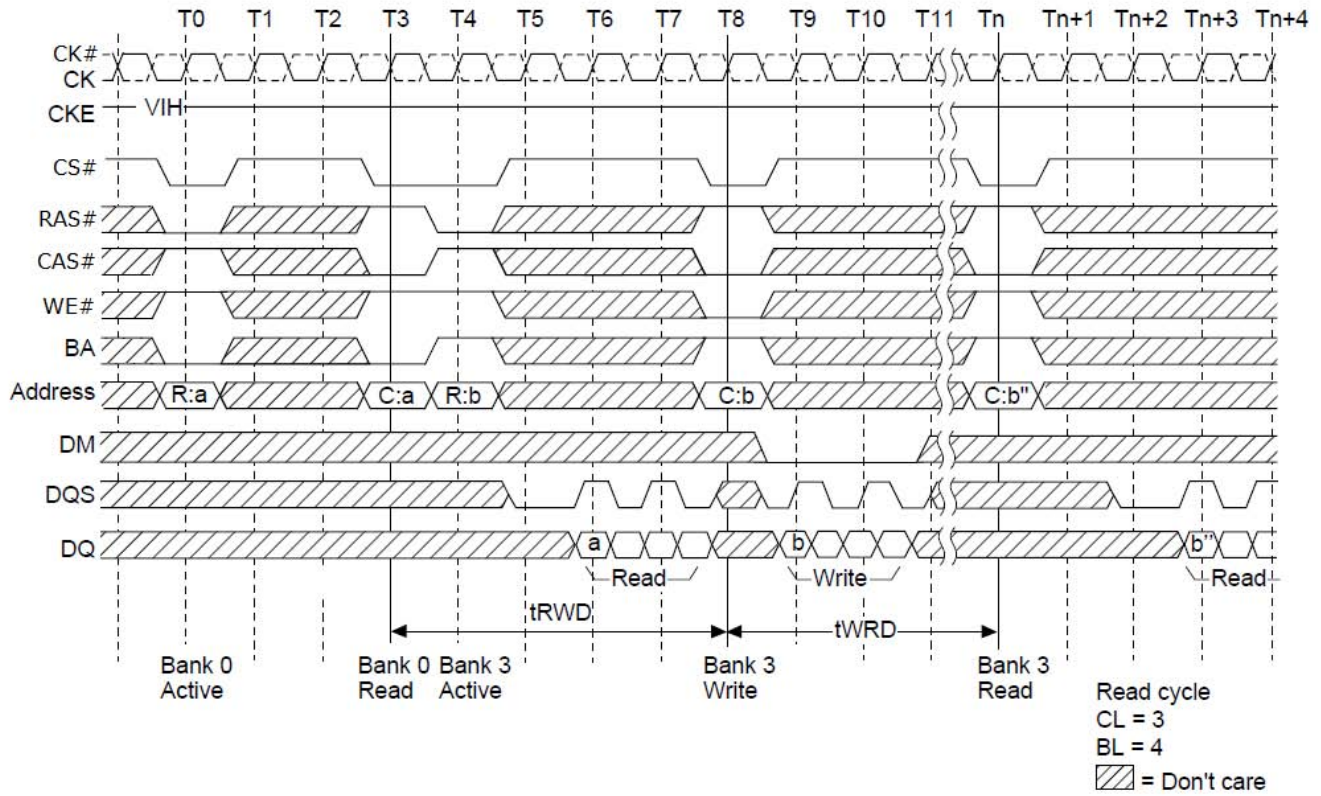 T0 T1 T2 T3 T4 T5 T6 T7 T8 T9 T10 T11 Tn Tn+1 Tn+2 Tn+3 Tn+4
CK#
CK
CKE VIH
CS#
RAS#
CAS#
WE#
BA
Address R:a C:a R:b C:b C:b"
DM
DQS
DQ a b b''
Read Write Read
tRWD tWRD
Bank 0 Bank 0 Bank 3 Bank 3 Bank 3
Active Read Active Write Read
Read cycle
CL = 3
BL = 4
= Don't care